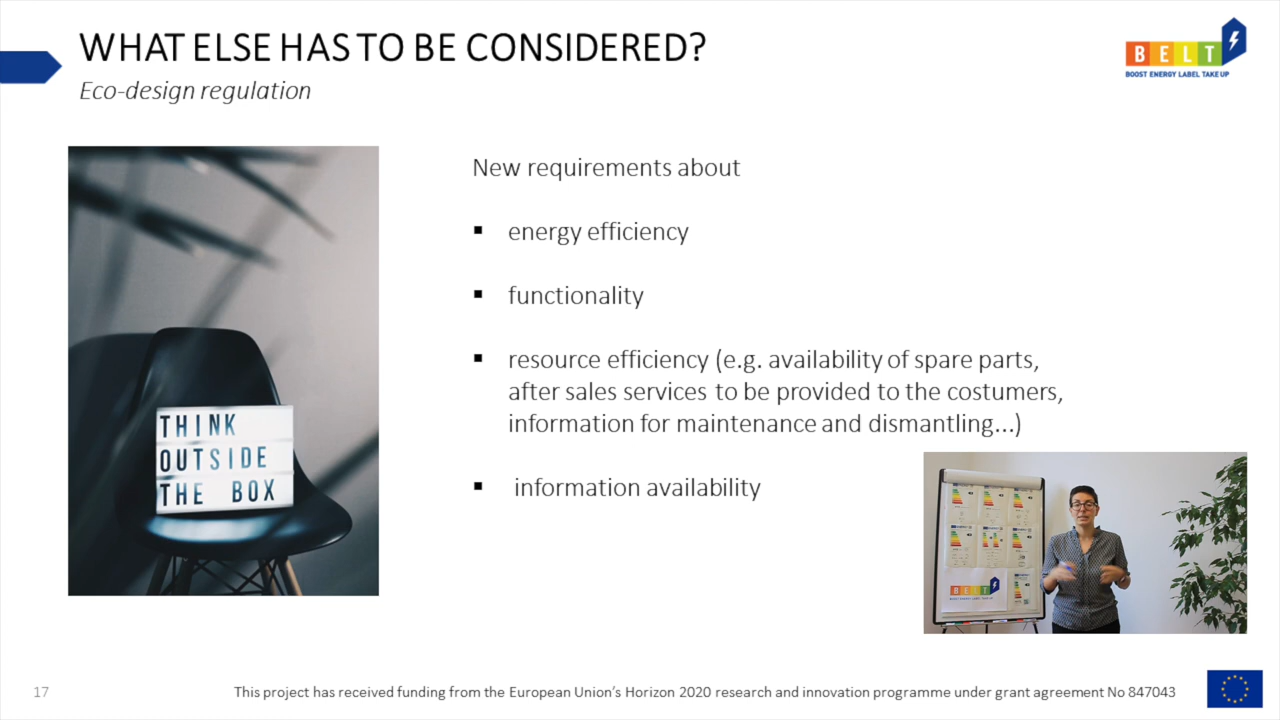 WHAT ELSE HAS TO BE CONSIDERED?
Eco-design regulation
BELT
BOOST ENERGY LABEL TAKE UP
New requirements about
▪ energy efficiency
▪ functionality
▪ resource efficiency (e.g. availability of spare parts,
after sales services to be provided to the costumers,
information for maintenance and dismantling...)
▪ information availability
THINK
OUTSIDE
THE BOX
BELT
17
This project has received funding from the European Union's Horizon 2020 research and innovation programme under grant agreement No 847043